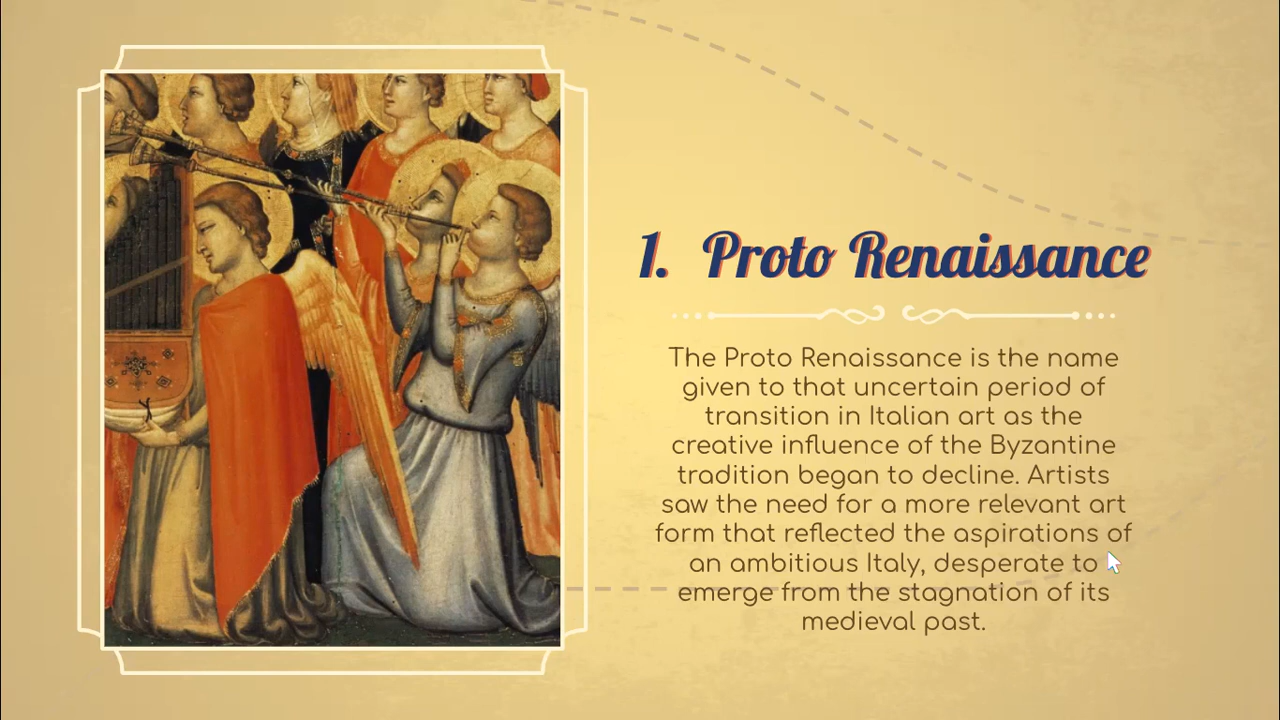 1. Proto Renaissance
The Proto Renaissance is the name
given to that uncertain period of
transition in Italian art as the
creative influence of the Byzantine
tradition began to decline. Artists
saw the need for a more relevant art
form that reflected the aspirations of
an ambitious Italy, desperate to
emerge from the stagnation of its
medieval past.